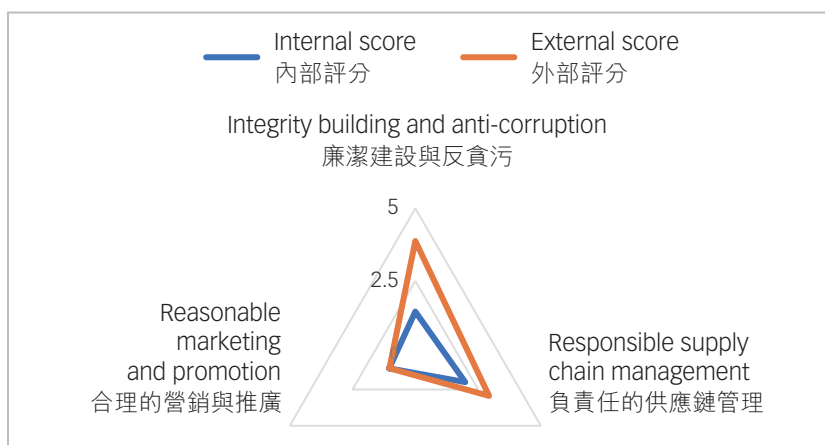 Internal score
內部評分
External score
外部評分
Integrity building and anti-corruption
廉潔建設與反貪污
5
2.5
Reasonable
marketing
and promotion
合理的營銷與推廣
Responsible supply
chain management
負責任的供應鏈管理